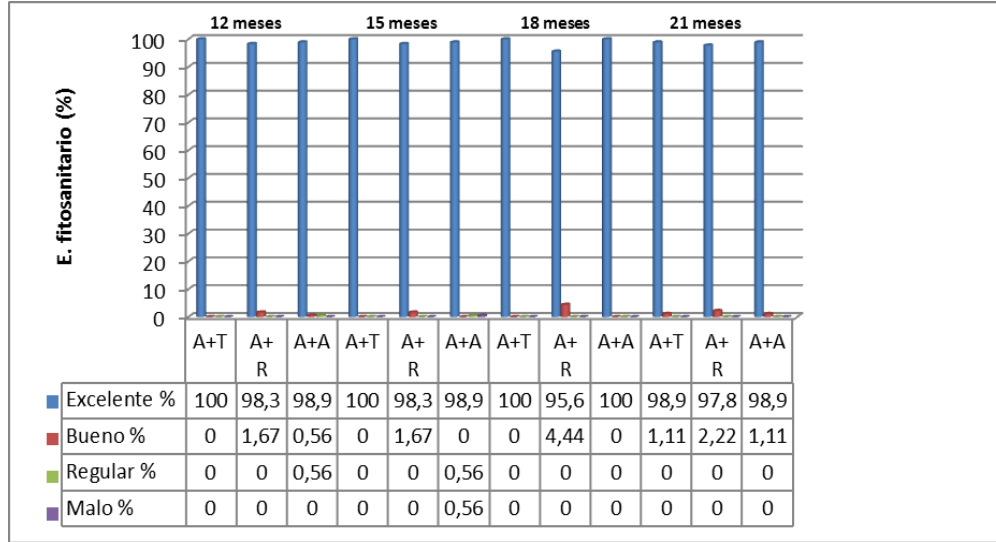 12 meses 15 meses 18 meses 21 meses
E. fitosanitario (%)
100
90
80
70
60
50
40
30
20
10
0
A+T A+R A+A A+T A+R A+A A+T A+R A+A A+T A+R A+A
Excelente % 100 98,3 98,9 100 98,3 98,9 100 95,6 100 98,9 97,8 98,9
Bueno % 0 1,67 0,56 0 1,67 0 0 4,44 0 1,11 2,22 1,11
Regular % 0 0 0,56 0 0 0,56 0 0 0 0 0 0
Malo % 0 0 0 0 0 0,56 0 0 0 0 0 0